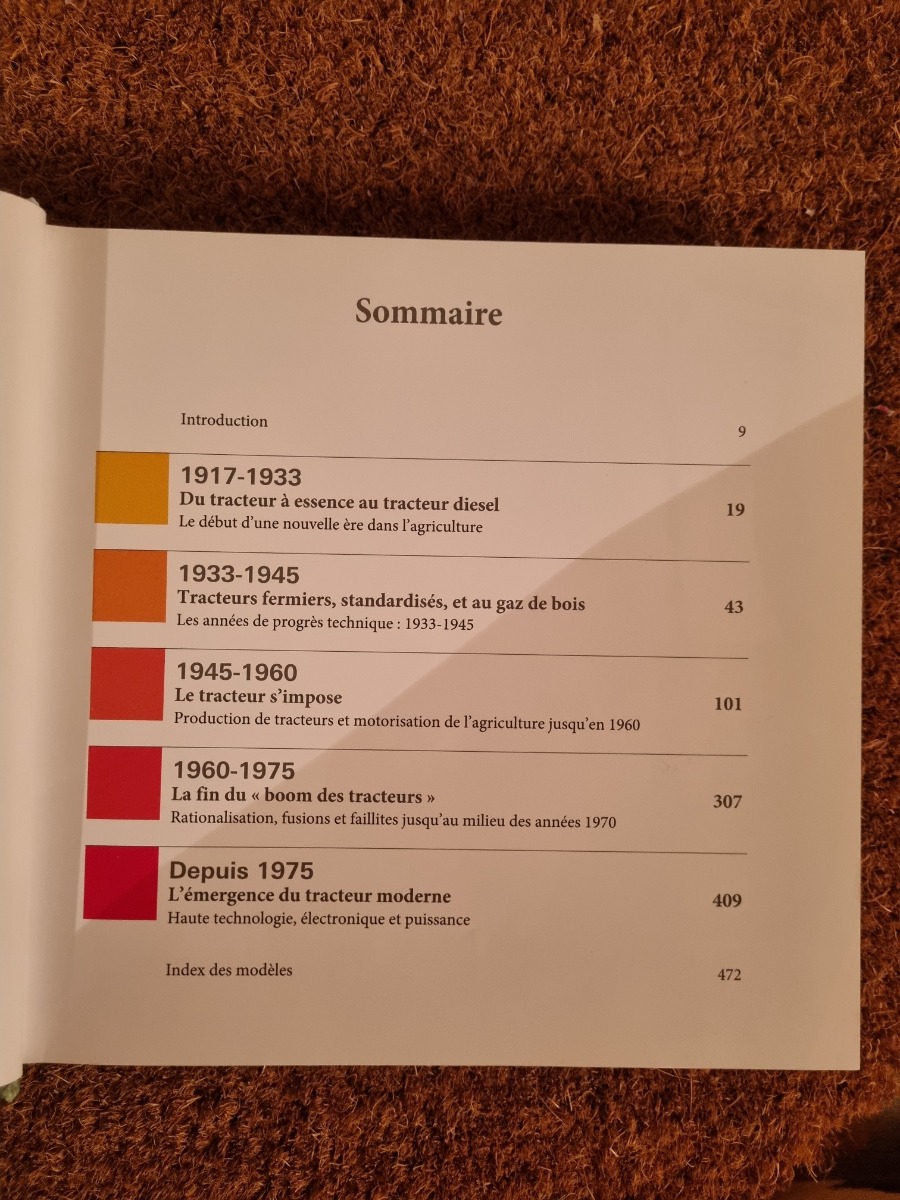 Sommaire
Introduction 9
1917-1933
Du tracteur à essence au tracteur diesel 19
Le début d'une nouvelle ère dans l'agriculture
1933-1945
Tracteurs fermiers, standardisés, et au gaz de bois 43
Les années de progrès technique : 1933-1945
1945-1960
Le tracteur s'impose 101
Production de tracteurs et motorisation de l'agriculture jusqu'en 1960
1960-1975
La fin du « boom des tracteurs » 307
Rationalisation, fusions et faillites jusqu'au milieu des années 1970
Depuis 1975
L'émergence du tracteur moderne 409
Haute technologie, électronique et puissance
Index des modèles 472